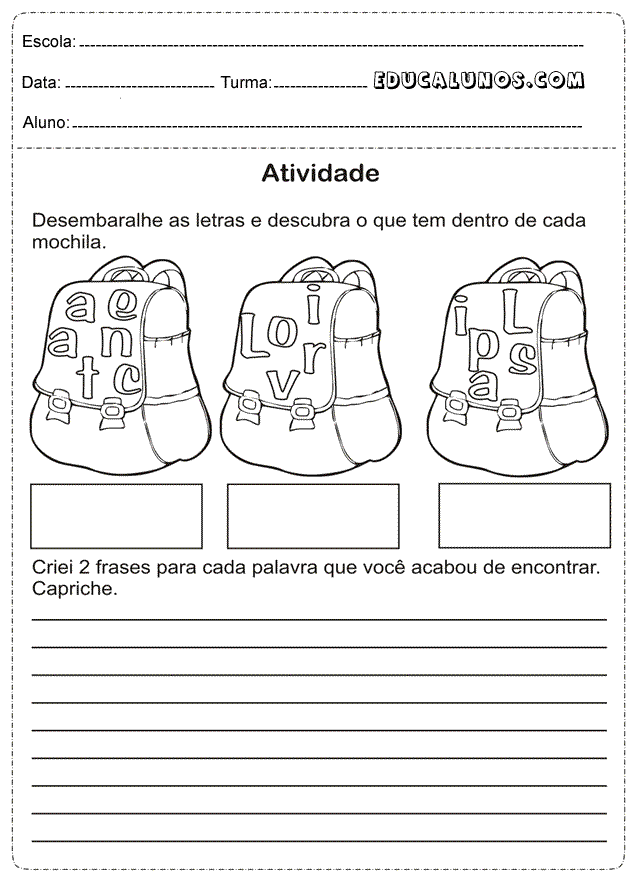 Escola:
Data: Turma: EDUCALUNOS.COM
Aluno:
Atividade
Desembaralhe as letras e descubra o que tem dentro de cada
mochila.
a e
a n
t c
i
L o r
v
i L
p s
a
Criei 2 frases para cada palavra que você acabou de encontrar.
Capriche.